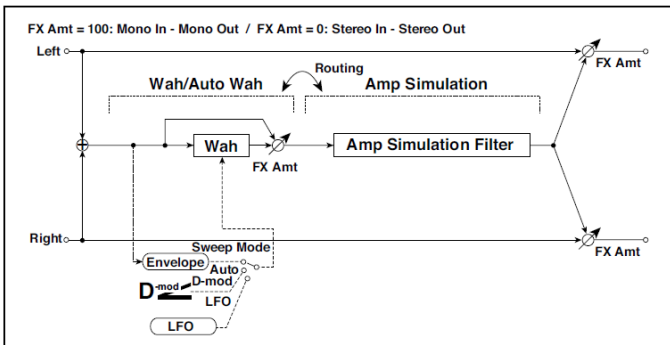 FX Amt = 100: Mono In - Mono Out / FX Amt = 0: Stereo In - Stereo Out
Left
FX Amt
Routing
Wah/Auto Wah
Amp Simulation
Wah
FX Amt
Amp Simulation Filter
Right
FX Amt
Sweep Mode
Envelope
Auto
D-mod
D-mod
LFO
LFO